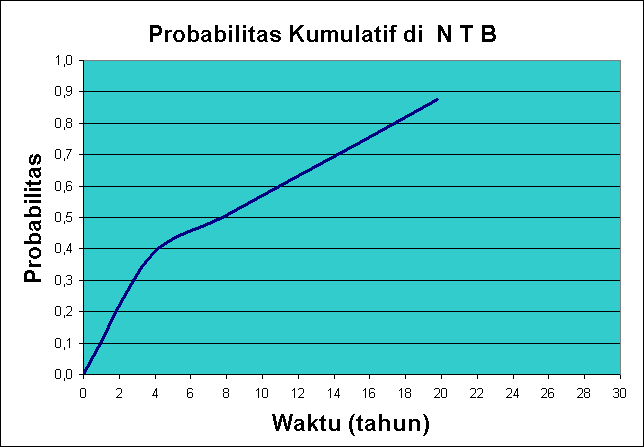 Probabilitas Kumulatif di N T B
1,0
0,9
0,8
0,7
0,6
0,5
0,4
0,3
0,2
0,1
0,0
Probabilitas
0 2 4 6 8 10 12 14 16 18 20 22 24 26 28 30
Waktu (tahun)